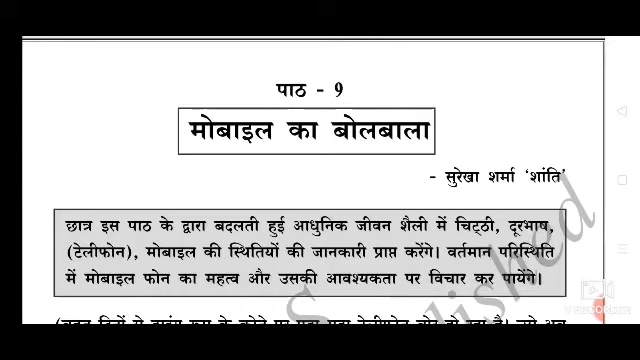 पाठ - 9
मोबाइल का बोलबाला
- सुरेखा शर्मा ‘शांति’
छात्र इस पाठ के द्वारा बदलती हुई आधुनिक जीवन शैली में चिट्ठी, दूरभाष,
(टेलीफोन), मोबाइल की स्थितियों की जानकारी प्राप्त करेंगे। वर्तमान परिस्थिति
में मोबाइल फोन का महत्व और उसकी आवश्यकता पर विचार कर पायेंगे।